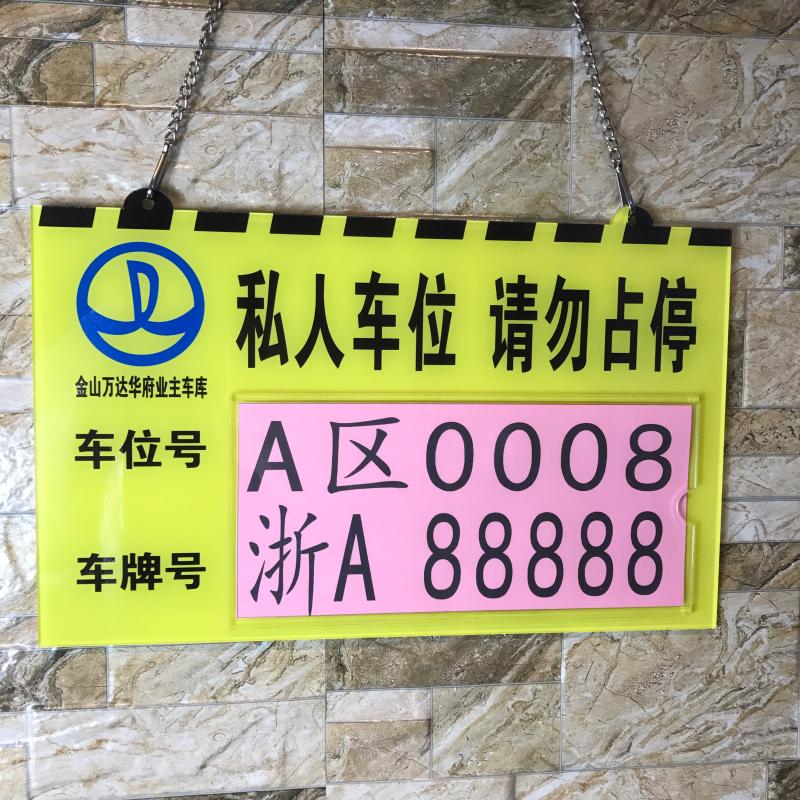 私人车位 请勿占停
金山万达华府业主车库
车位号 A区0008
车牌号 浙A 88888